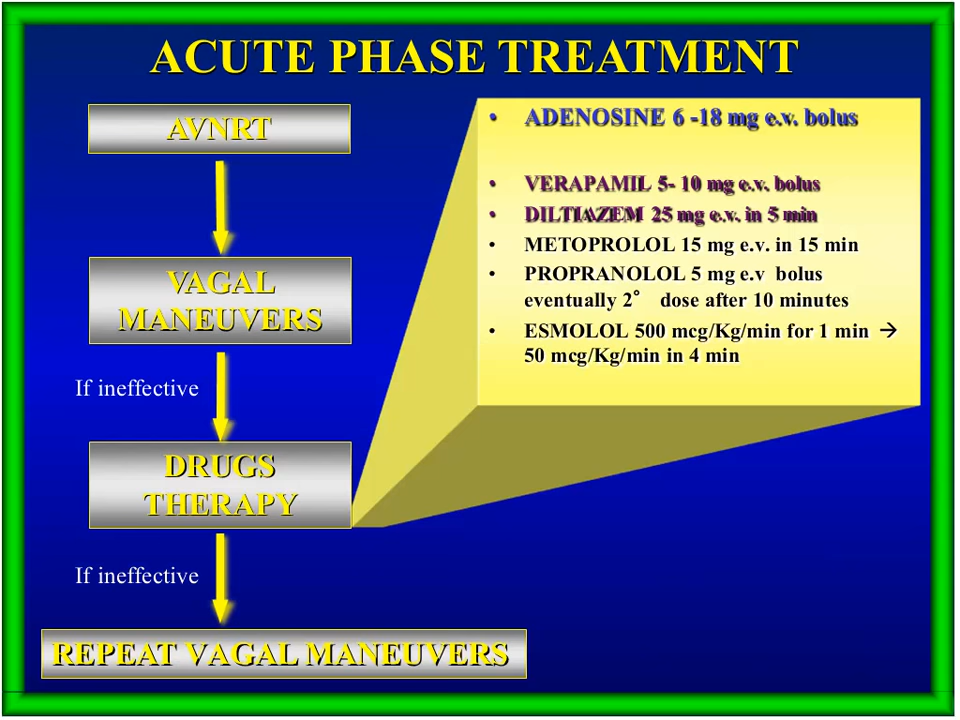 ACUTE PHASE TREATMENT
AVNRT
VAGAL
MANEUVERS
If ineffective
DRUGS
THERAPY
If ineffective
REPEAT VAGAL MANEUVERS
• ADENOSINE 6 -18 mg e.v. bolus
• VERAPAMIL 5- 10 mg e.v. bolus
• DILTIAZEM 25 mg e.v. in 5 min
• METOPROLOL 15 mg e.v. in 15 min
• PROPRANOLOL 5 mg e.v bolus
eventually 2° dose after 10 minutes
• ESMOLOL 500 mcg/Kg/min for 1 min →
50 mcg/Kg/min in 4 min